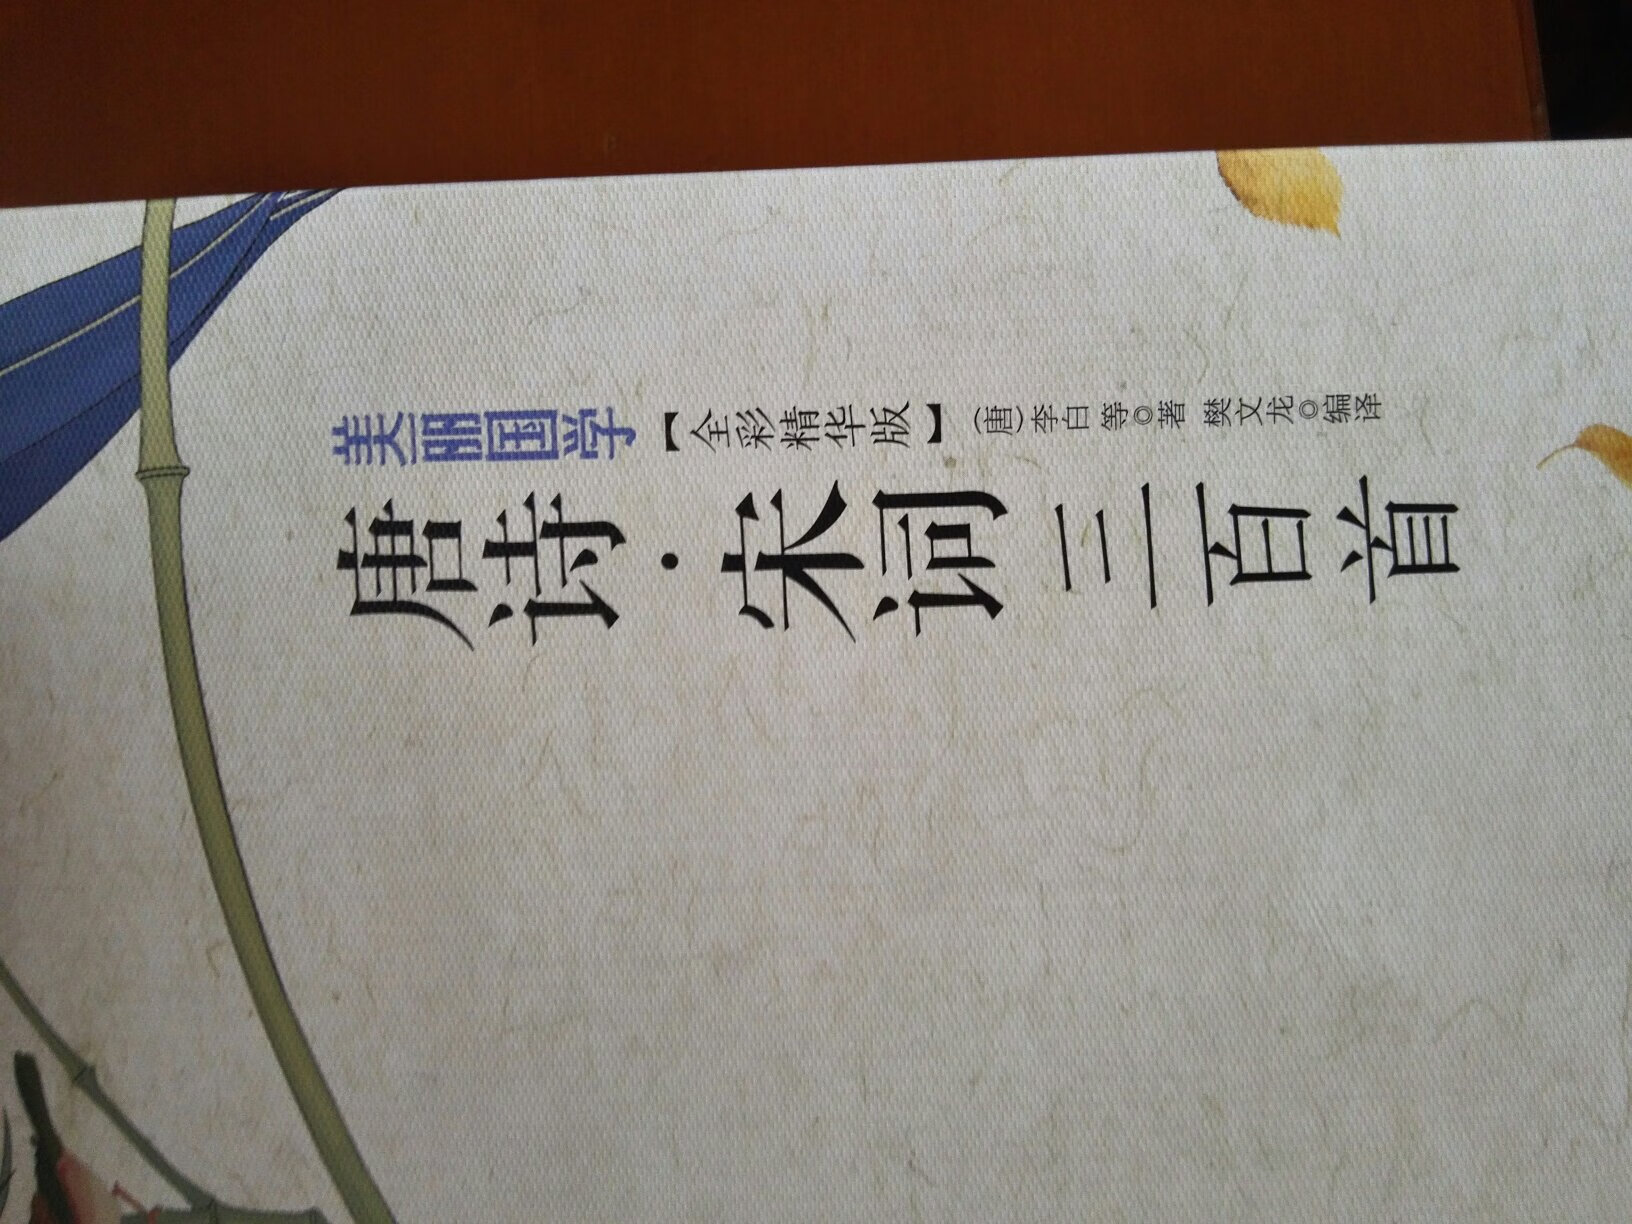 美丽国学【全彩精华版】(唐)李白 等◎著 樊文龙◎编译
唐诗·宋词三百首